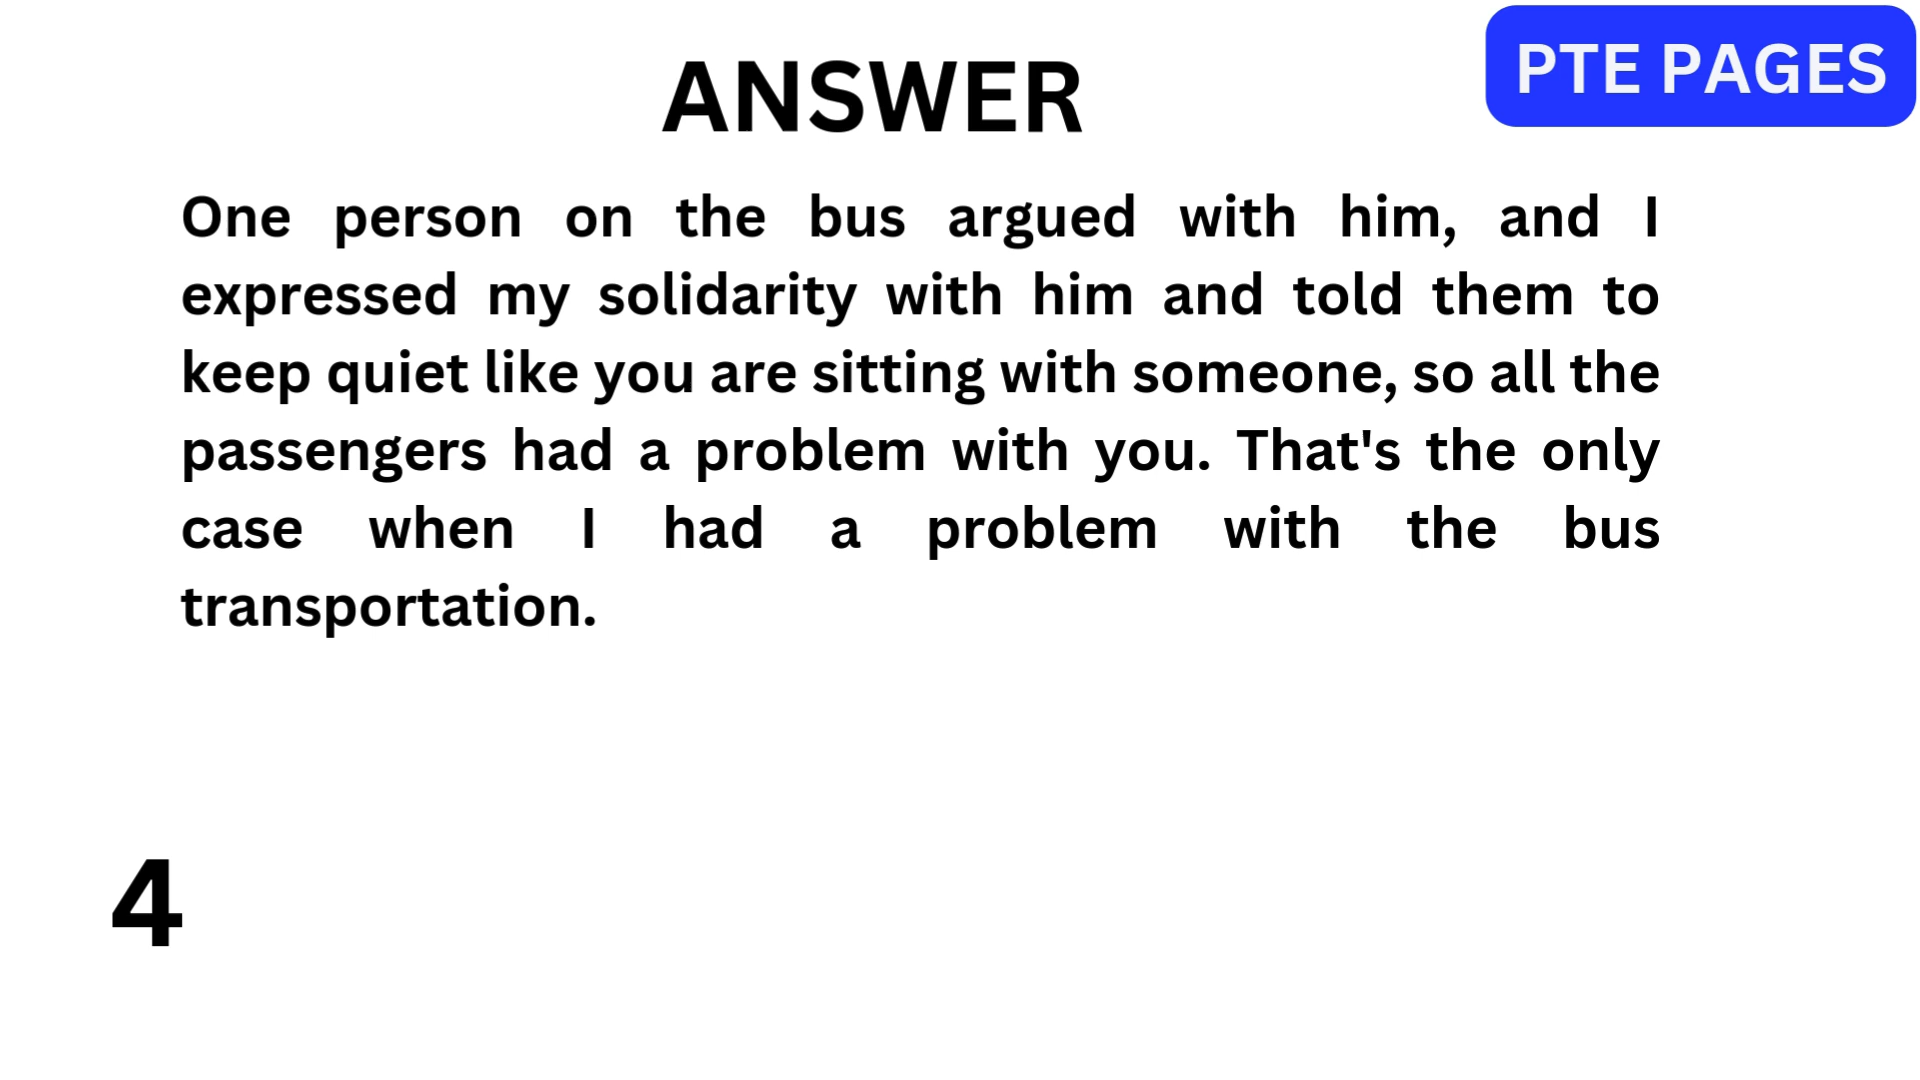 PTE PAGES
ANSWER
One person on the bus argued with him, and I
expressed my solidarity with him and told them to
keep quiet like you are sitting with someone, so all the
passengers had a problem with you. That's the only
case when I had a problem with the bus
transportation.
4